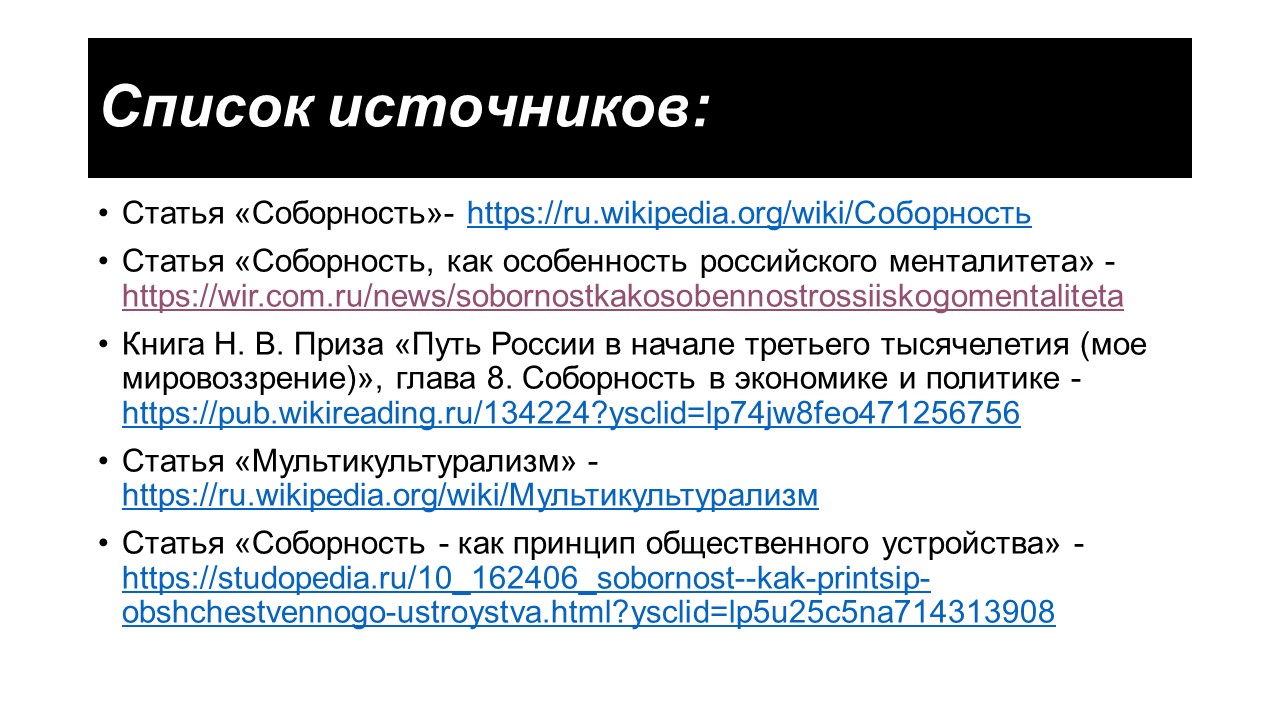 Список источников:
• Статья «Соборность»- https://ru.wikipedia.org/wiki/Соборность
• Статья «Соборность, как особенность российского менталитета» -
https://wir.com.ru/news/sobornostkakosobennostrossiiskogomentaliteta
• Книга Н. В. Приза «Путь России в начале третьего тысячелетия (мое
мировоззрение)», глава 8. Соборность в экономике и политике -
https://pub.wikireading.ru/134224?ysclid=lp74jw8feo471256756
• Статья «Мультикультурализм» -
https://ru.wikipedia.org/wiki/Мультикультурализм
• Статья «Соборность - как принцип общественного устройства» -
https://studopedia.ru/10_162406_sobornost--kak-printsip-
obshchestvennogo-ustroystva.html?ysclid=lp5u25c5na714313908